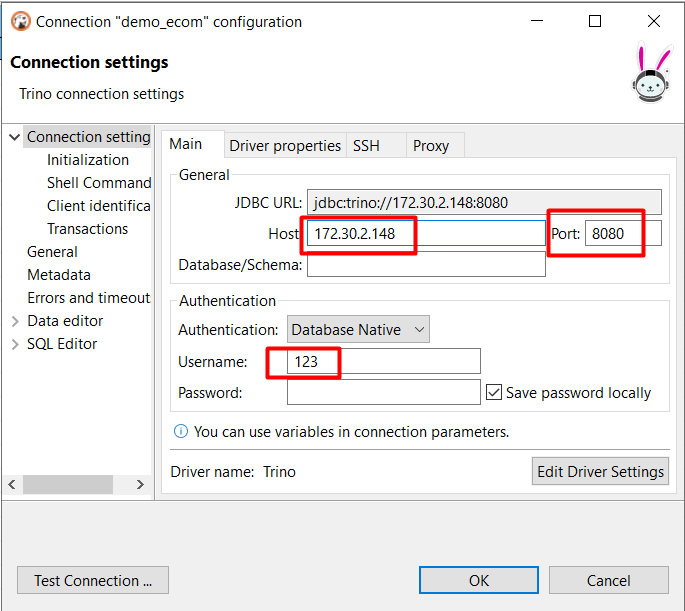 Connection "demo_ecom" configuration
Connection settings
Trino connection settings
Connection setting
Initialization
Shell Command
Client identifica
Transactions
General
Metadata
Errors and timeout
Data editor
SQL Editor
Main
Driver properties
SSH
Proxy
General
JDBC URL: jdbc:trino://172.30.2.148:8080
Host 172.30.2.148 Port: 8080
Database/Schema:
Authentication
Authentication: Database Native
Username: 123
Password: Save password locally
You can use variables in connection parameters.
Driver name: Trino Edit Driver Settings
Test Connection ... OK Cancel